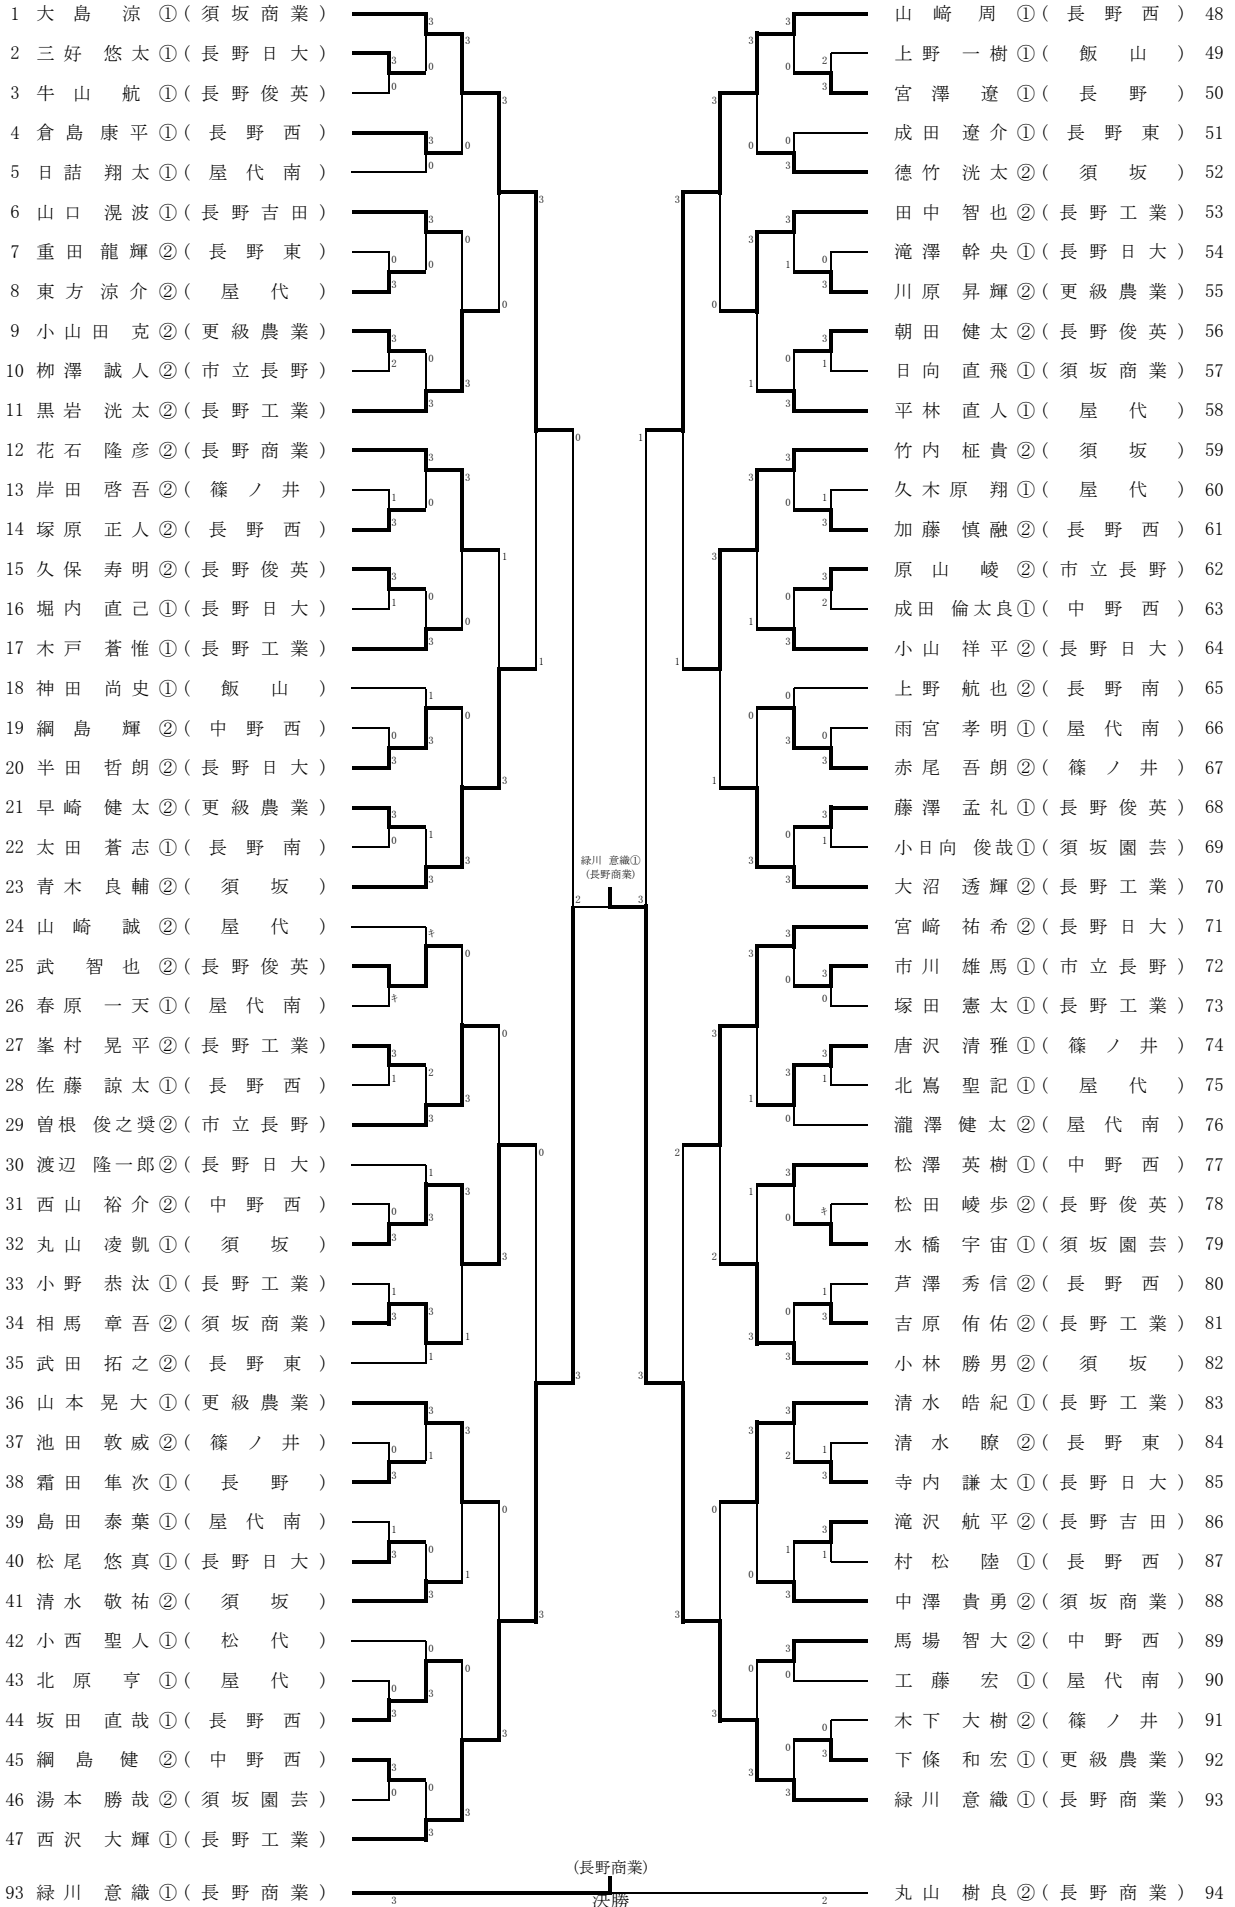 1 大島 涼 ①(須坂商業)
2 三好 悠太 ①(長野日大)
3 牛山 航 ①(長野俊英)
4 倉島 康平 ①(長野西)
5 日詰 翔太 ①(屋代南)
6 山口 滉波 ①(長野吉田)
7 重田 龍輝 ②(長野東)
8 東方 涼介 ②(屋代)
9 小山田 克 ②(更級農業)
10 栁澤 誠人 ②(市立長野)
11 黒岩 洸太 ②(長野工業)
12 花石 隆彦 ②(長野商業)
13 岸田 啓吾 ②(篠ノ井)
14 塚原 正人 ②(長野西)
15 久保 寿明 ②(長野俊英)
16 堀内 直己 ①(長野日大)
17 木戸 蒼惟 ①(長野工業)
18 神田 尚史 ①(飯山)
19 綱島 輝 ②(中野西)
20 半田 哲朗 ②(長野日大)
21 早崎 健太 ②(更級農業)
22 太田 蒼志 ①(長野南)
23 青木 良輔 ②(須坂)
24 山崎 誠 ②(屋代)
25 武 智也 ②(長野俊英)
26 春原 一天 ①(屋代南)
27 峯村 晃平 ②(長野工業)
28 佐藤 諒太 ①(長野西)
29 曽根 俊之奨 ②(市立長野)
30 渡辺 隆一郎 ②(長野日大)
31 西山 裕介 ②(中野西)
32 丸山 凌凱 ①(須坂)
33 小野 恭汰 ①(長野工業)
34 相馬 章吾 ②(須坂商業)
35 武田 拓之 ②(長野東)
36 山本 晃大 ①(更級農業)
37 池田 敦威 ②(篠ノ井)
38 霜田 隼次 ①(長野)
39 島田 泰葉 ①(屋代南)
40 松尾 悠真 ①(長野日大)
41 清水 敬祐 ②(須坂)
42 小西 聖人 ①(松代)
43 北原 亨 ①(屋代)
44 坂田 直哉 ①(長野西)
45 綱島 健 ②(中野西)
46 湯本 勝哉 ②(須坂園芸)
47 西沢 大輝 ①(長野工業)
緑川 意織①
(長野商業)
山﨑 周 ①(長野西) 48
上野 一樹 ①(飯山) 49
宮澤 遼 ①(長野) 50
成田 遼介 ①(長野東) 51
德竹 洸太 ②(須坂) 52
田中 智也 ②(長野工業) 53
滝澤 幹央 ①(長野日大) 54
川原 昇輝 ②(更級農業) 55
朝田 健太 ②(長野俊英) 56
日向 直飛 ①(須坂商業) 57
平林 直人 ①(屋代) 58
竹内 柾貴 ②(須坂) 59
久木原 翔 ①(屋代) 60
加藤 慎融 ②(長野西) 61
原山 崚 ②(市立長野) 62
成田 倫太良 ①(中野西) 63
小山 祥平 ②(長野日大) 64
上野 航也 ②(長野南) 65
雨宮 孝明 ①(屋代南) 66
赤尾 吾朗 ②(篠ノ井) 67
藤澤 孟礼 ①(長野俊英) 68
小日向 俊哉 ①(須坂園芸) 69
大沼 透輝 ②(長野工業) 70
宮﨑 祐希 ②(長野日大) 71
市川 雄馬 ①(市立長野) 72
塚田 憲太 ①(長野工業) 73
唐沢 清雅 ①(篠ノ井) 74
北嶌 聖記 ①(屋代) 75
瀧澤 健太 ②(屋代南) 76
松澤 英樹 ①(中野西) 77
松田 崚歩 ②(長野俊英) 78
水橋 宇宙 ①(須坂園芸) 79
芦澤 秀信 ②(長野西) 80
吉原 侑佑 ②(長野工業) 81
小林 勝男 ②(須坂) 82
清水 皓紀 ①(長野工業) 83
清水 瞭 ②(長野東) 84
寺内 謙太 ①(長野日大) 85
滝沢 航平 ②(長野吉田) 86
村松 陸 ①(長野西) 87
中澤 貴勇 ②(須坂商業) 88
馬場 智大 ②(中野西) 89
工藤 宏 ①(屋代南) 90
木下 大樹 ②(篠ノ井) 91
下條 和宏 ①(更級農業) 92
緑川 意織 ①(長野商業) 93
(長野商業)
93 緑川 意織 ①(長野商業) 3 決勝 2 丸山 樹良 ②(長野商業) 94